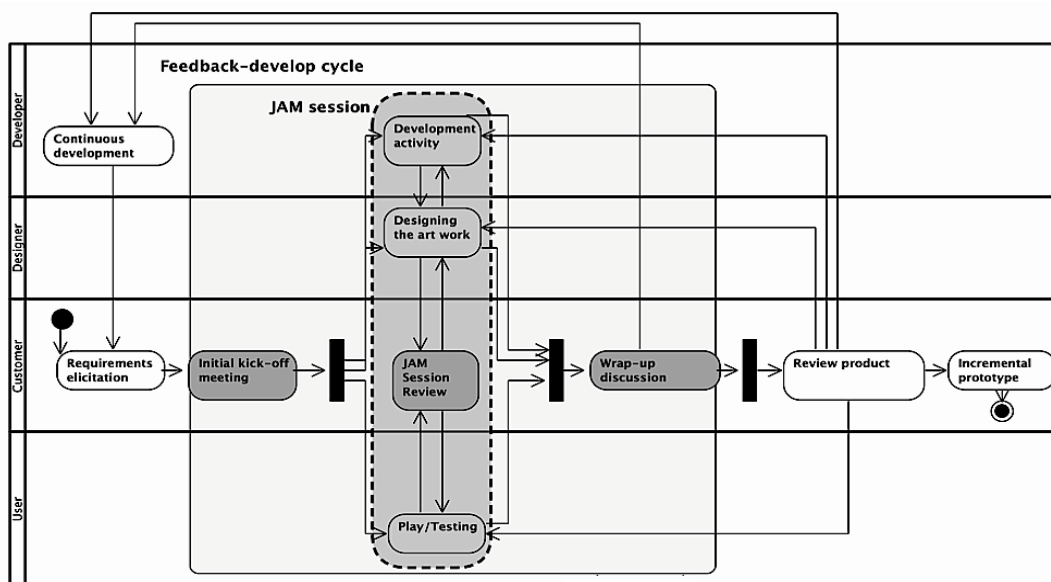 Feedback-develop cycle
JAM session
Developer
Continuous
development
Development
activity
Designer
Designing
the art work
Customer
Requirements
elicitation
Initial kick-off
meeting
JAM
Session
Review
Wrap-up
discussion
Review product
Incremental
prototype
User
Play/Testing